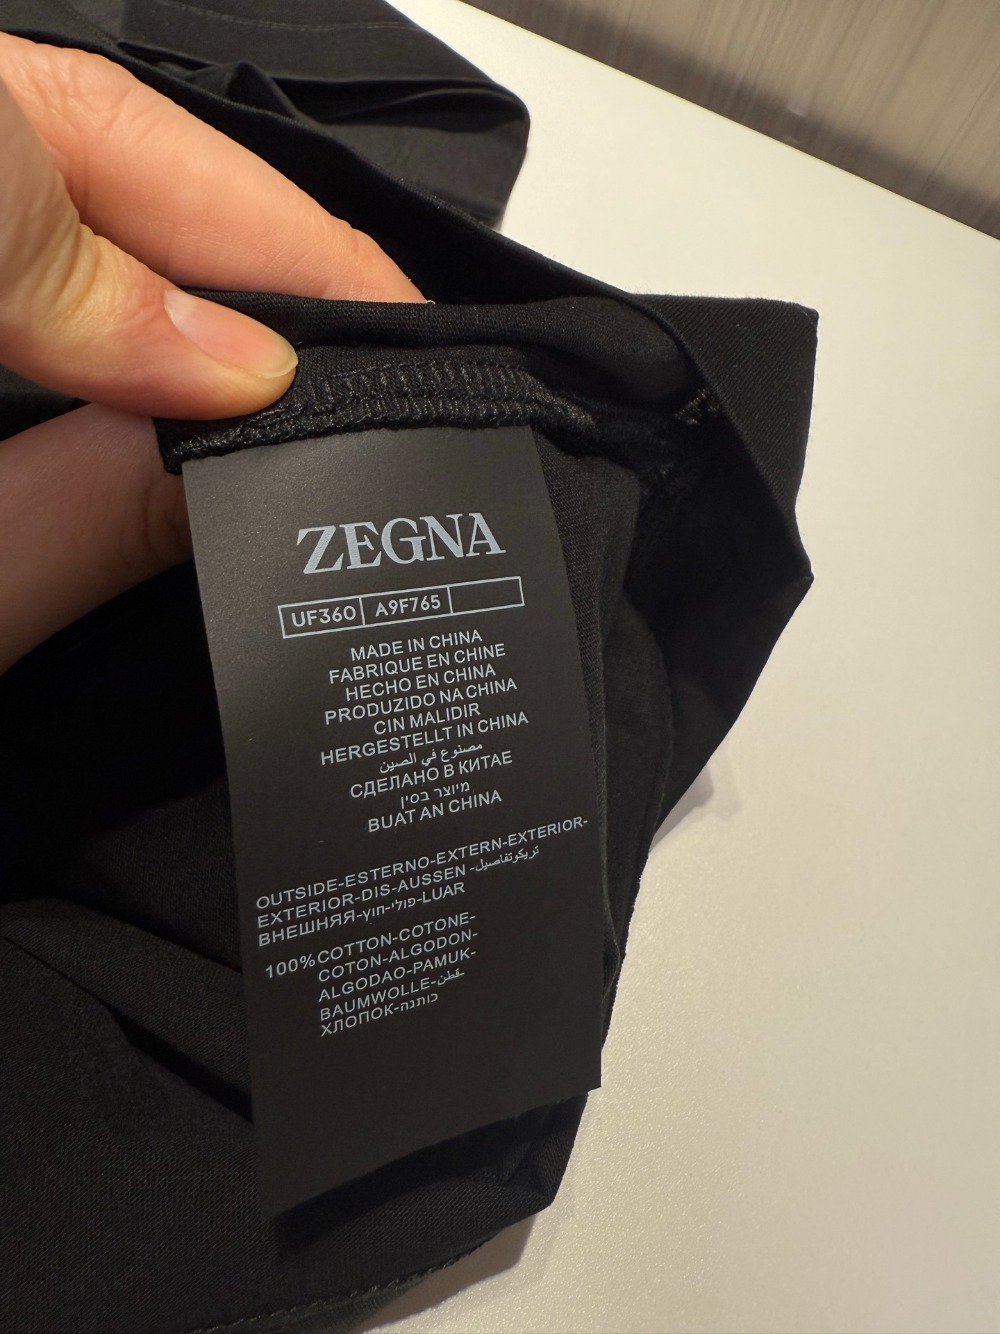 ZEGNA
UF360 A9F765
MADE IN CHINA
FABRIQUE EN CHINE
HECHO EN CHINA
PRODUZIDO NA CHINA
CIN MALIDIR
HERGESTELLT IN CHINA
مصنوع في الصين
СДЕЛАНО В КИТАЕ
מיוצר בסין
BUAT AN CHINA
OUTSIDE-ESTERNO-EXTERN-EXTERIOR-
EXTERIOR-DIS-AUSSEN-تريكوتفاصيل
ВНЕШНЯЯ-פולי-חוץ-LUAR
100%COTTON-COTONE-
COTON-ALGODON-
ALGODAO-PAMUK-
BAUMWOLLE-قطن-
ХЛОПОК-כותנה